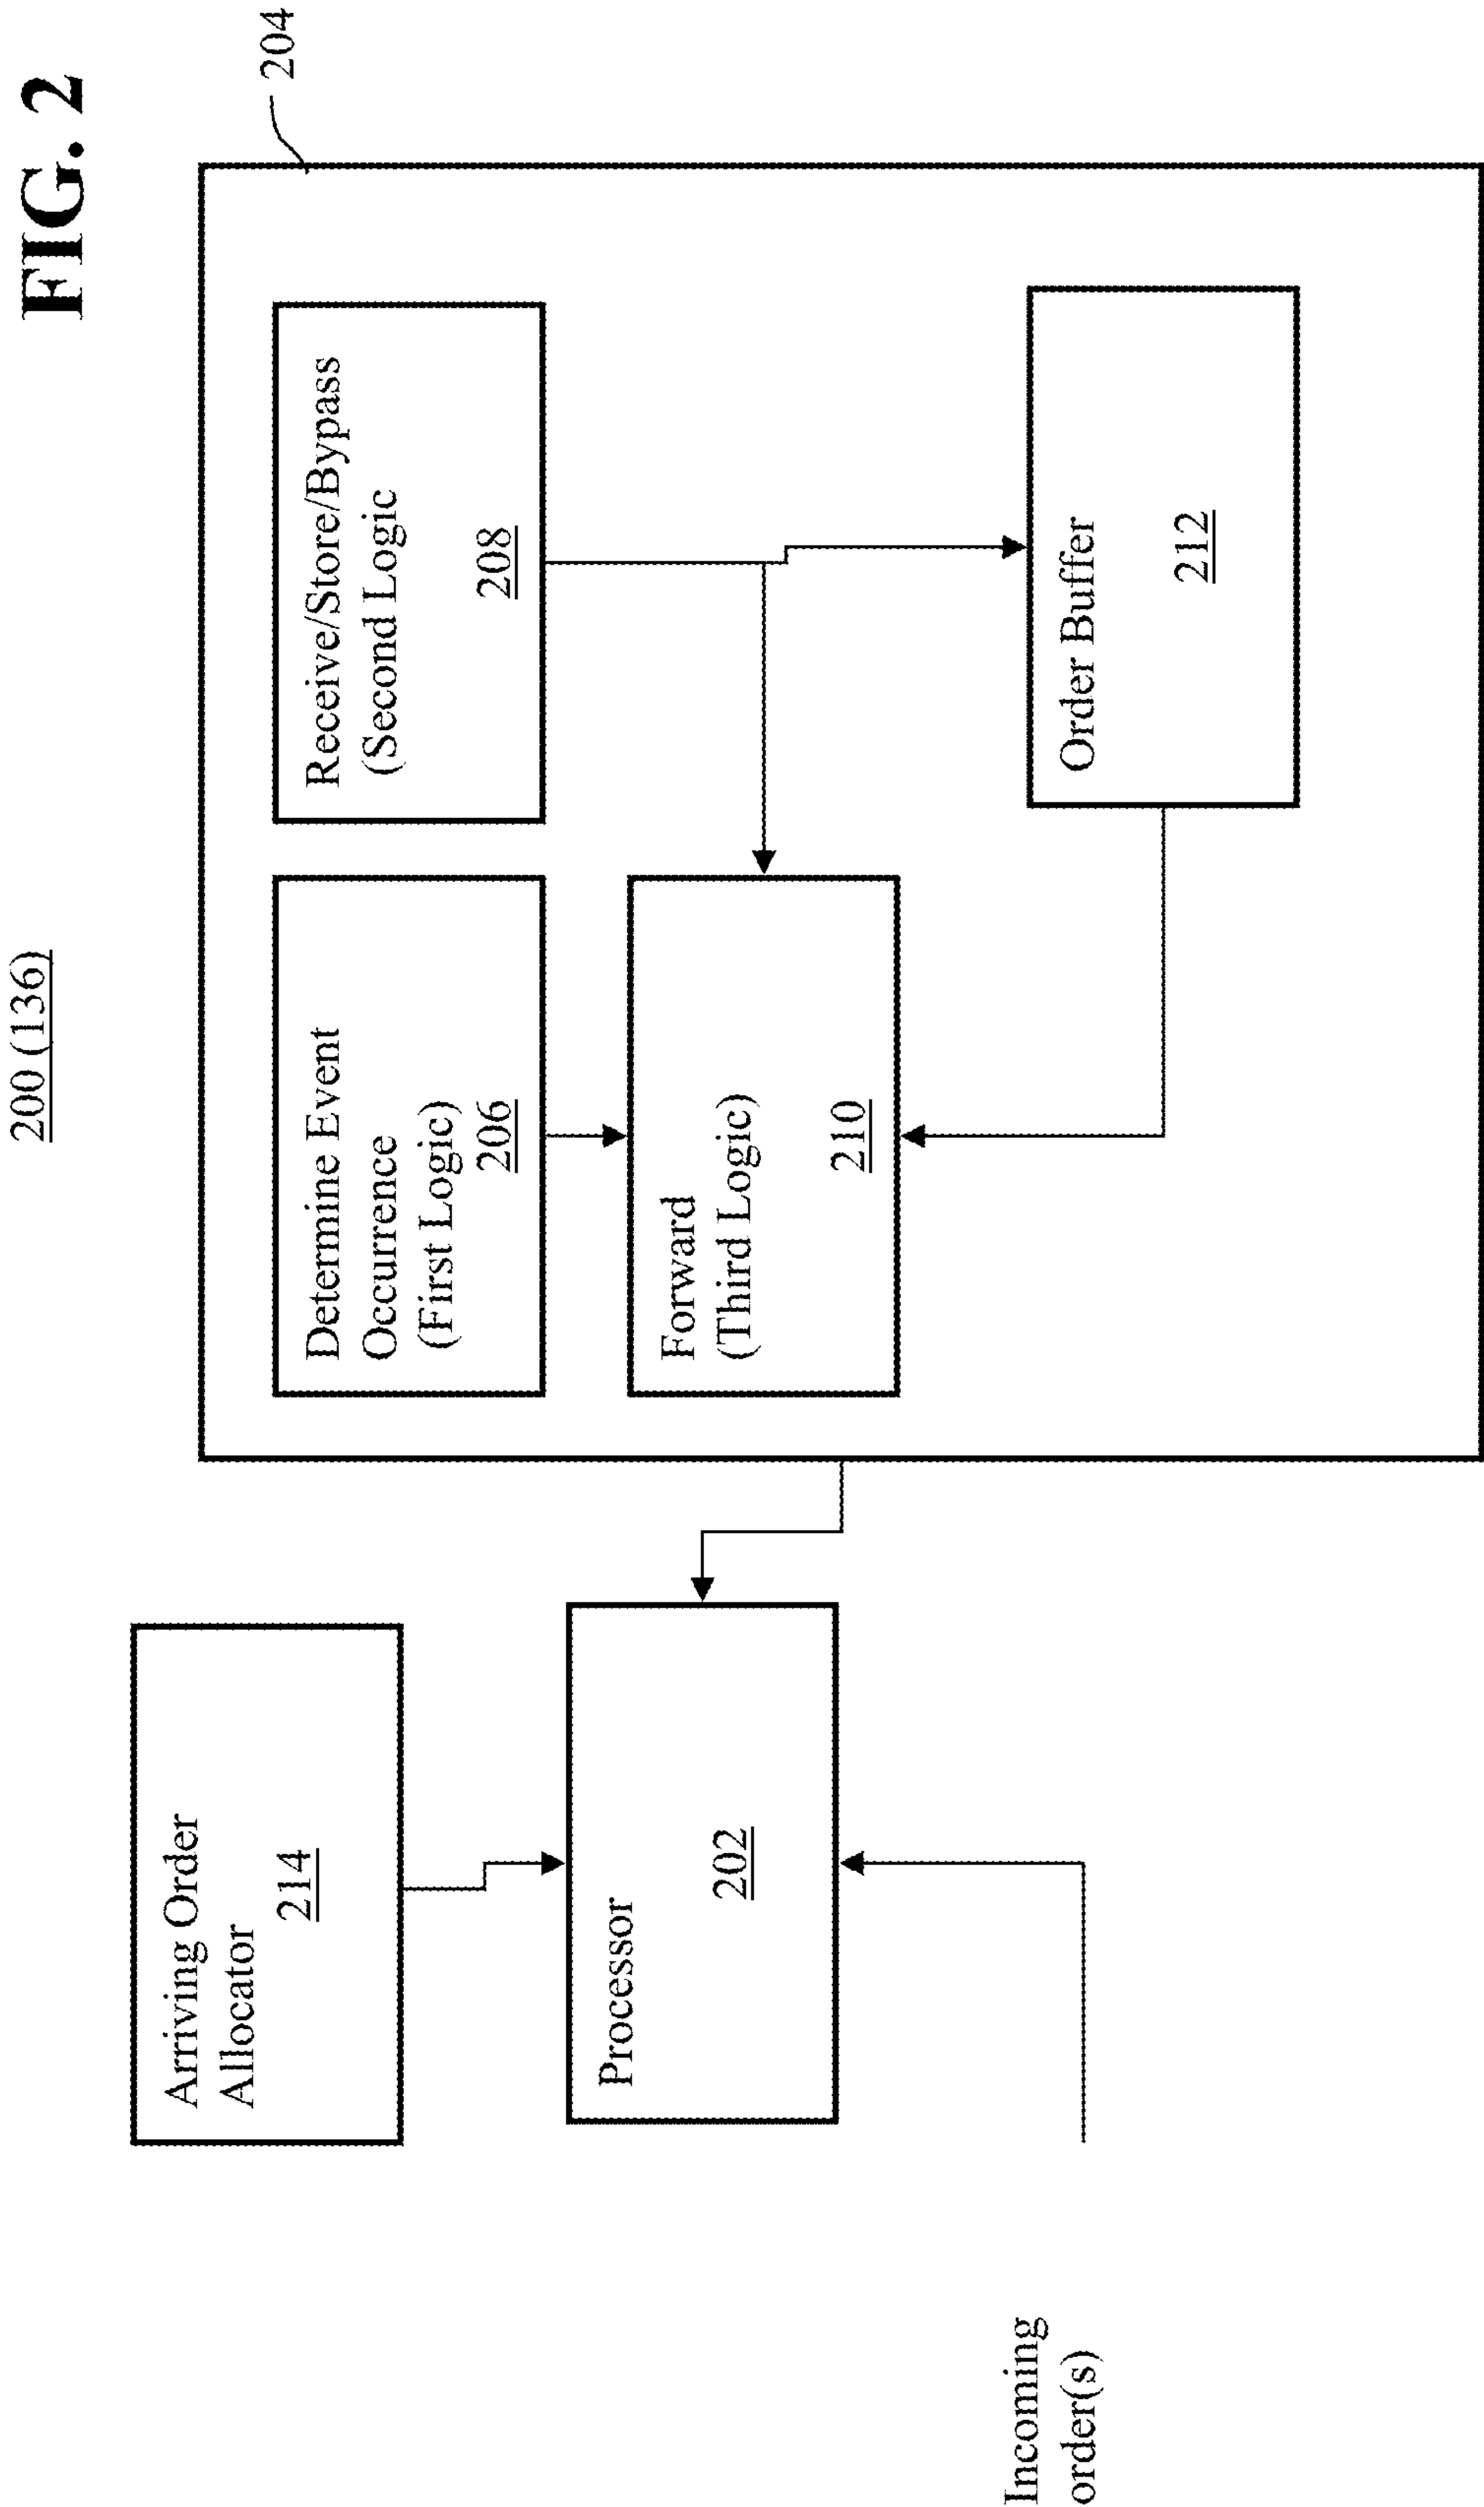 200 (136)
FIG. 2
204
Arriving Order
Allocator
214
Determine Event
Occurrence
(First Logic)
206
Receive/Store/Bypass
(Second Logic
208
Processor
202
Forward
(Third Logic)
210
Order Buffer
212
Incoming
order(s)